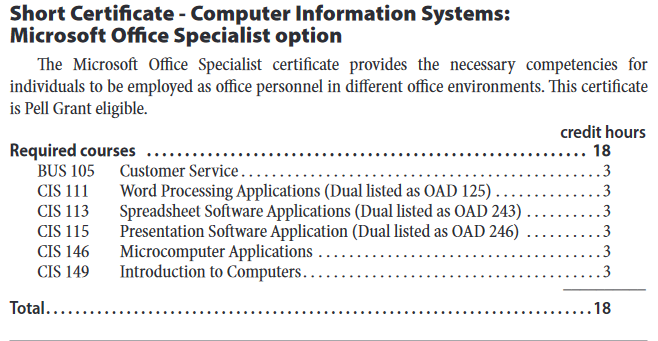 Short Certificate - Computer Information Systems:
Microsoft Office Specialist option
The Microsoft Office Specialist certificate provides the necessary competencies for
individuals to be employed as office personnel in different office environments. This certificate
is Pell Grant eligible.
credit hours
Required courses .......................................................... 18
BUS 105 Customer Service.................................................3
CIS 111 Word Processing Applications (Dual listed as OAD 125) ..............3
CIS 113 Spreadsheet Software Applications (Dual listed as OAD 243) ..........3
CIS 115 Presentation Software Application (Dual listed as OAD 246) ..........3
CIS 146 Microcomputer Applications .......................................3
CIS 149 Introduction to Computers.........................................3
Total......................................................................18